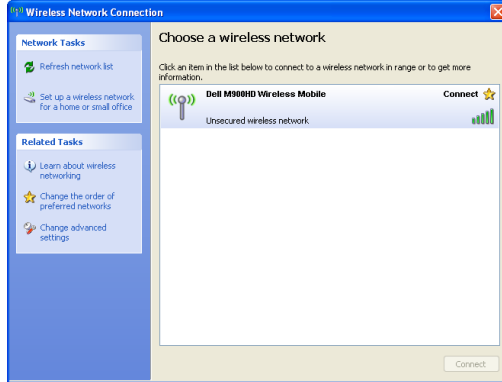 Wireless Network Connection
Network Tasks
Refresh network list
Set up a wireless network
for a home or small office
Related Tasks
Learn about wireless
networking
Change the order of
preferred networks
Change advanced
settings
Choose a wireless network
Click an item in the list below to connect to a wireless network in range or to get more
information.
Dell M900HD Wireless Mobile
Connect
Unsecured wireless network
Connect